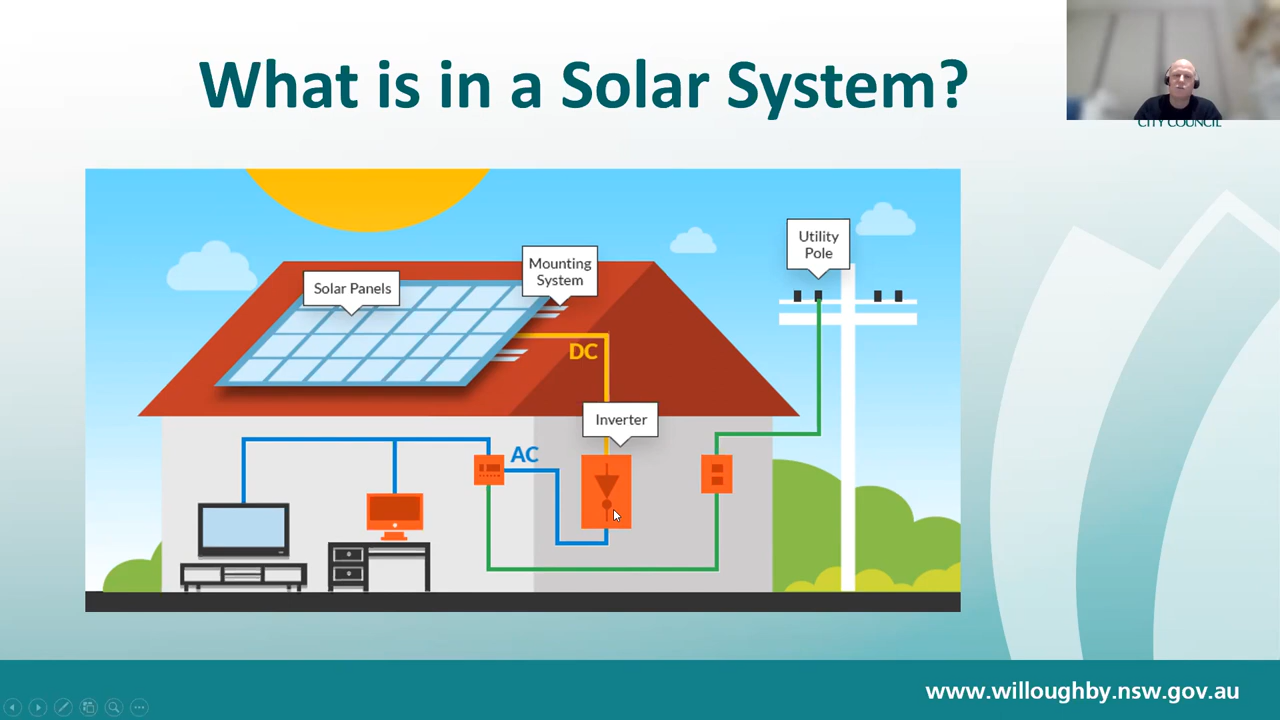 What is in a Solar System?
CITY COUNCIL
Utility
Pole
Mounting
System
Solar Panels
DC
Inverter
AC
www.willoughby.nsw.gov.au